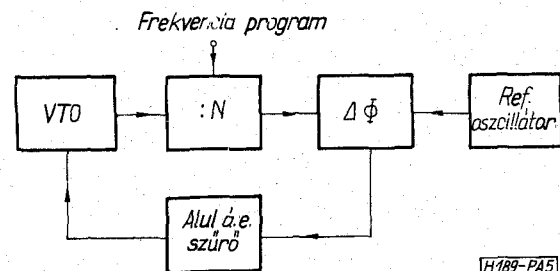 Frekvencia program
VTO
: N
ΔΦ
Ref.
oszcillátor
Alul á.e.
szűrő
H189-PA5